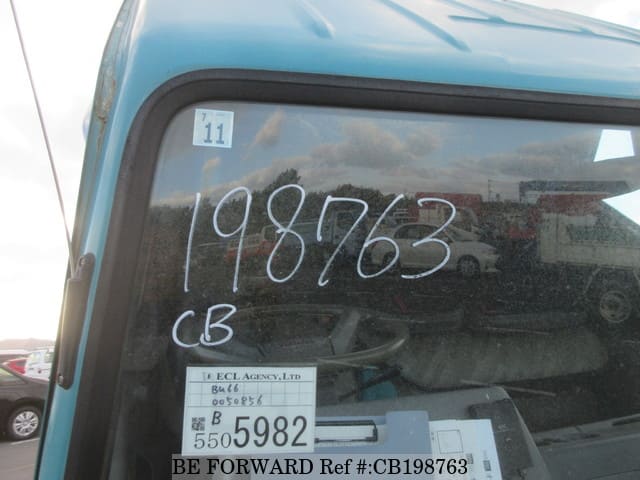 7
11
198763
CB
ECL AGENCY, LTD
BU66
0050856
B
5505982
BE FORWARD Ref #:CB198763